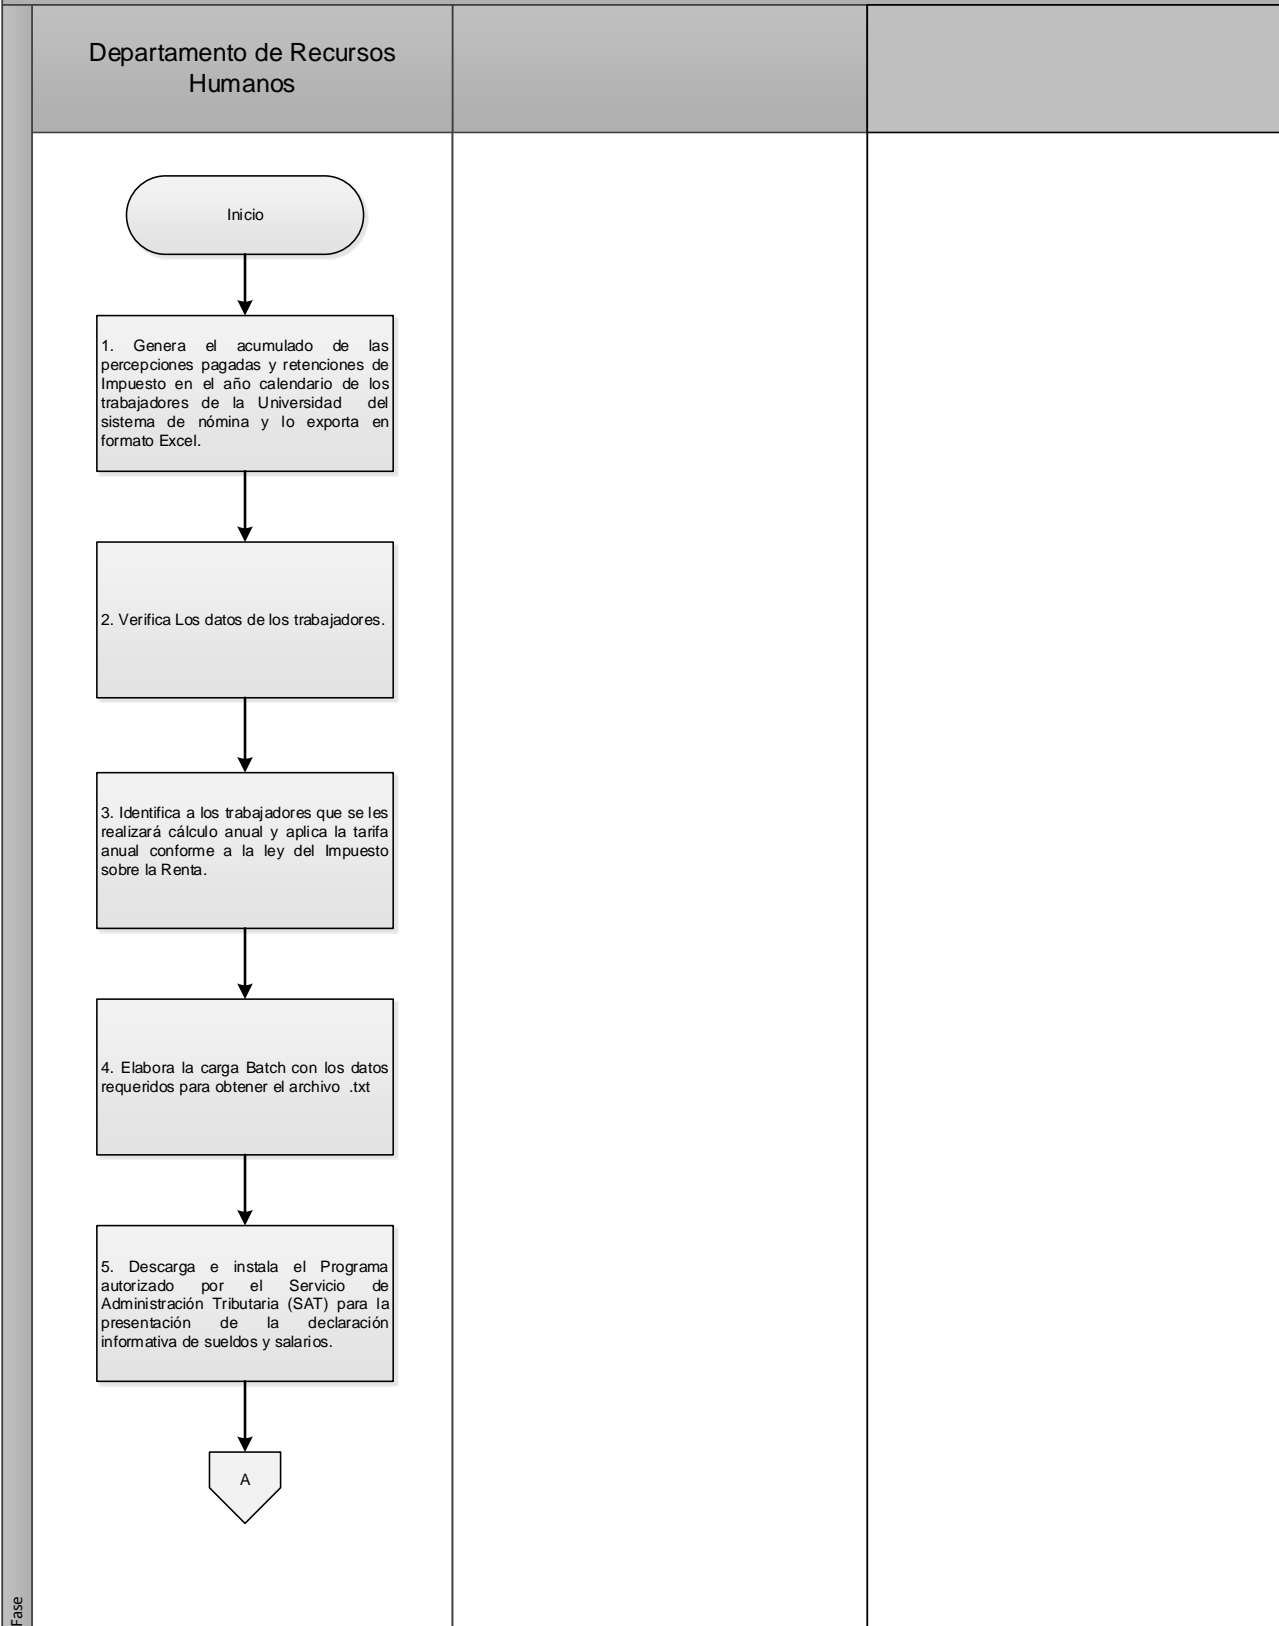 Departamento de Recursos
Humanos
Inicio
1. Genera el acumulado de las
percepciones pagadas y retenciones de
Impuesto en el año calendario de los
trabajadores de la Universidad del
sistema de nómina y lo exporta en
formato Excel.
2. Verifica Los datos de los trabajadores.
3. Identifica a los trabajadores que se les
realizará cálculo anual y aplica la tarifa
anual conforme a la ley del Impuesto
sobre la Renta.
4. Elabora la carga Batch con los datos
requeridos para obtener el archivo .txt
5. Descarga e instala el Programa
autorizado por el Servicio de
Administración Tributaria (SAT) para la
presentación de la declaración
informativa de sueldos y salarios.
A
Fase